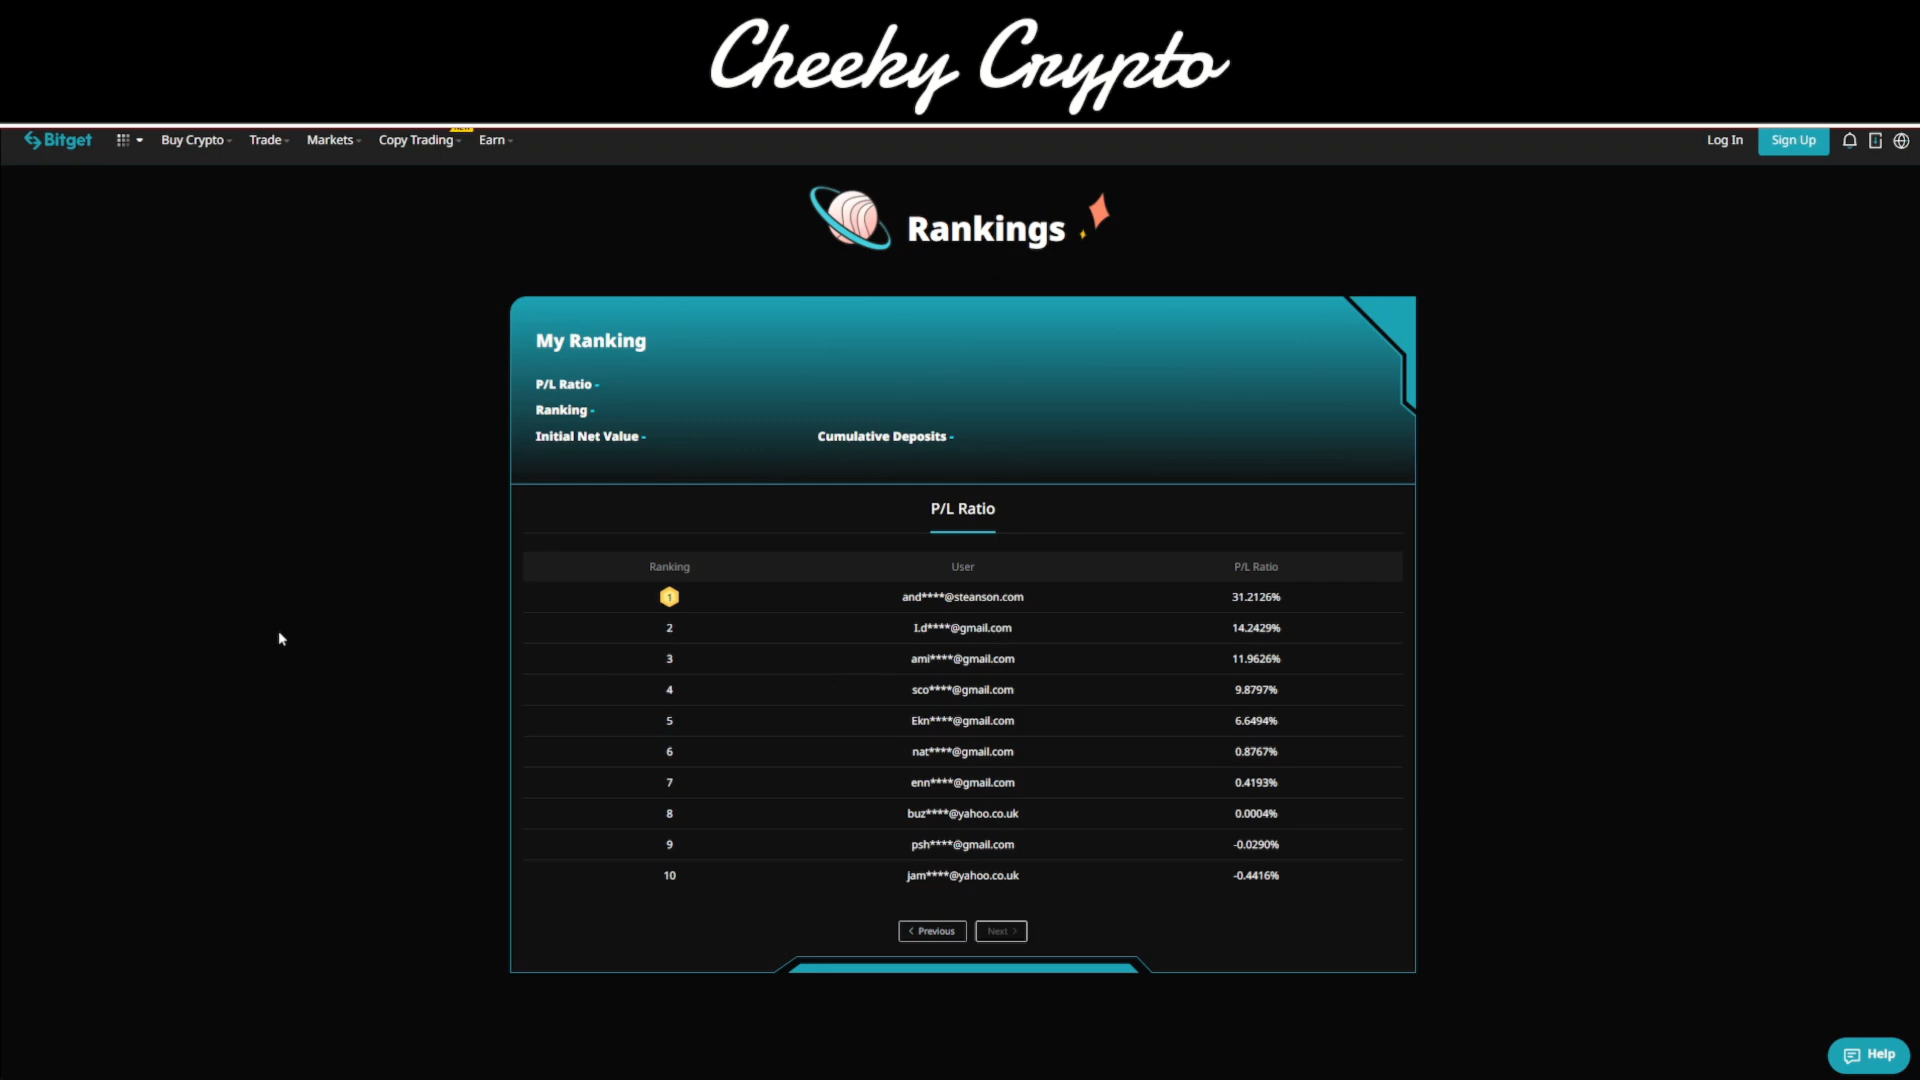 Cheeky Crypto
Bitget Buy Crypto Trade Markets Copy Trading NEW Earn Log In Sign Up
Rankings
My Ranking
P/L Ratio -
Ranking -
Initial Net Value - Cumulative Deposits -
P/L Ratio
Ranking User P/L Ratio
1 and****@steanson.com 31.2126%
2 I.d****@gmail.com 14.2429%
3 ami****@gmail.com 11.9626%
4 sco****@gmail.com 9.8797%
5 Ekn****@gmail.com 6.6494%
6 nat****@gmail.com 0.8767%
7 enn****@gmail.com 0.4193%
8 buz****@yahoo.co.uk 0.0004%
9 psh****@gmail.com -0.0290%
10 jam****@yahoo.co.uk -0.4416%
< Previous Next >
Help